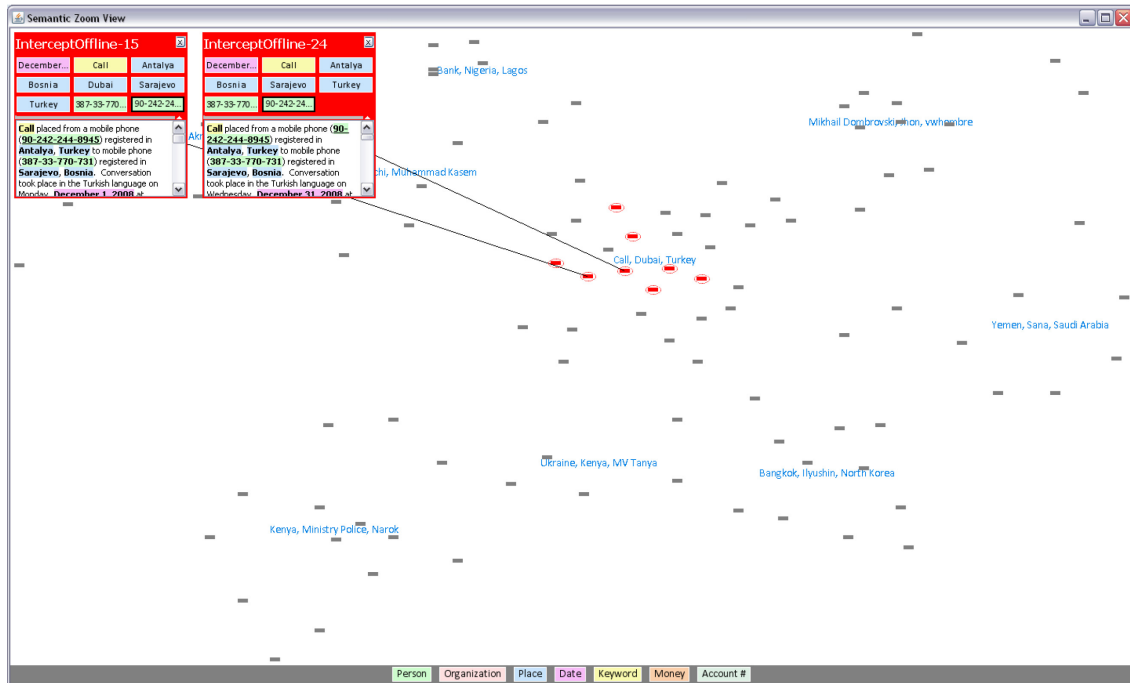 Semantic Zoom View
InterceptOffline-15
December... Call Antalya
Bosnia Dubai Sarajevo
Turkey 387-33-770... 90-242-24...
Call placed from a mobile phone
(90-242-244-8945) registered in
Antalya, Turkey to mobile phone
(387-33-770-731) registered in
Sarajevo, Bosnia. Conversation
took place in the Turkish language on
Monday, December 1, 2008 at
InterceptOffline-24
December... Call Antalya
Bosnia Sarajevo Turkey
387-33-770... 90-242-24...
Call placed from a mobile phone (90-
242-244-8945) registered in
Antalya, Turkey to mobile phone
(387-33-770-731) registered in
Sarajevo, Bosnia. Conversation
took place in the Turkish language on
Wednesday, December 31, 2008 at
Bank, Nigeria, Lagos
Mikhail Dombrovski, vwhombre
Muhammad Kasem
Call, Dubai, Turkey
Yemen, Sana, Saudi Arabia
Ukraine, Kenya, MV Tanya
Bangkok, Ilyushin, North Korea
Kenya, Ministry Police, Narok
Person Organization Place Date Keyword Money Account #